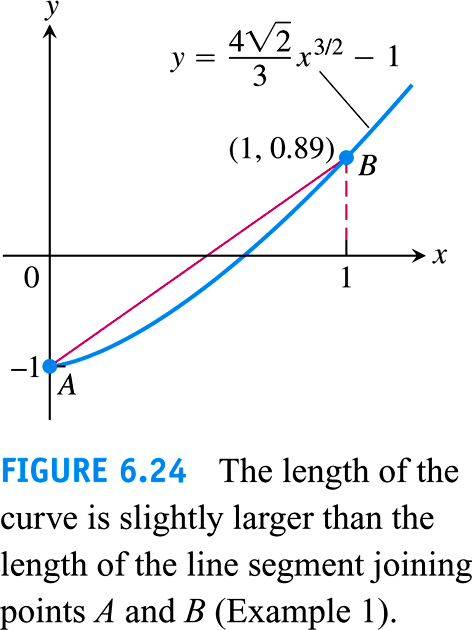 y
y = 4√2/3 x^3/2 − 1
(1, 0.89)
B
x
0
1
−1
A
FIGURE 6.24 The length of the
curve is slightly larger than the
length of the line segment joining
points A and B (Example 1).